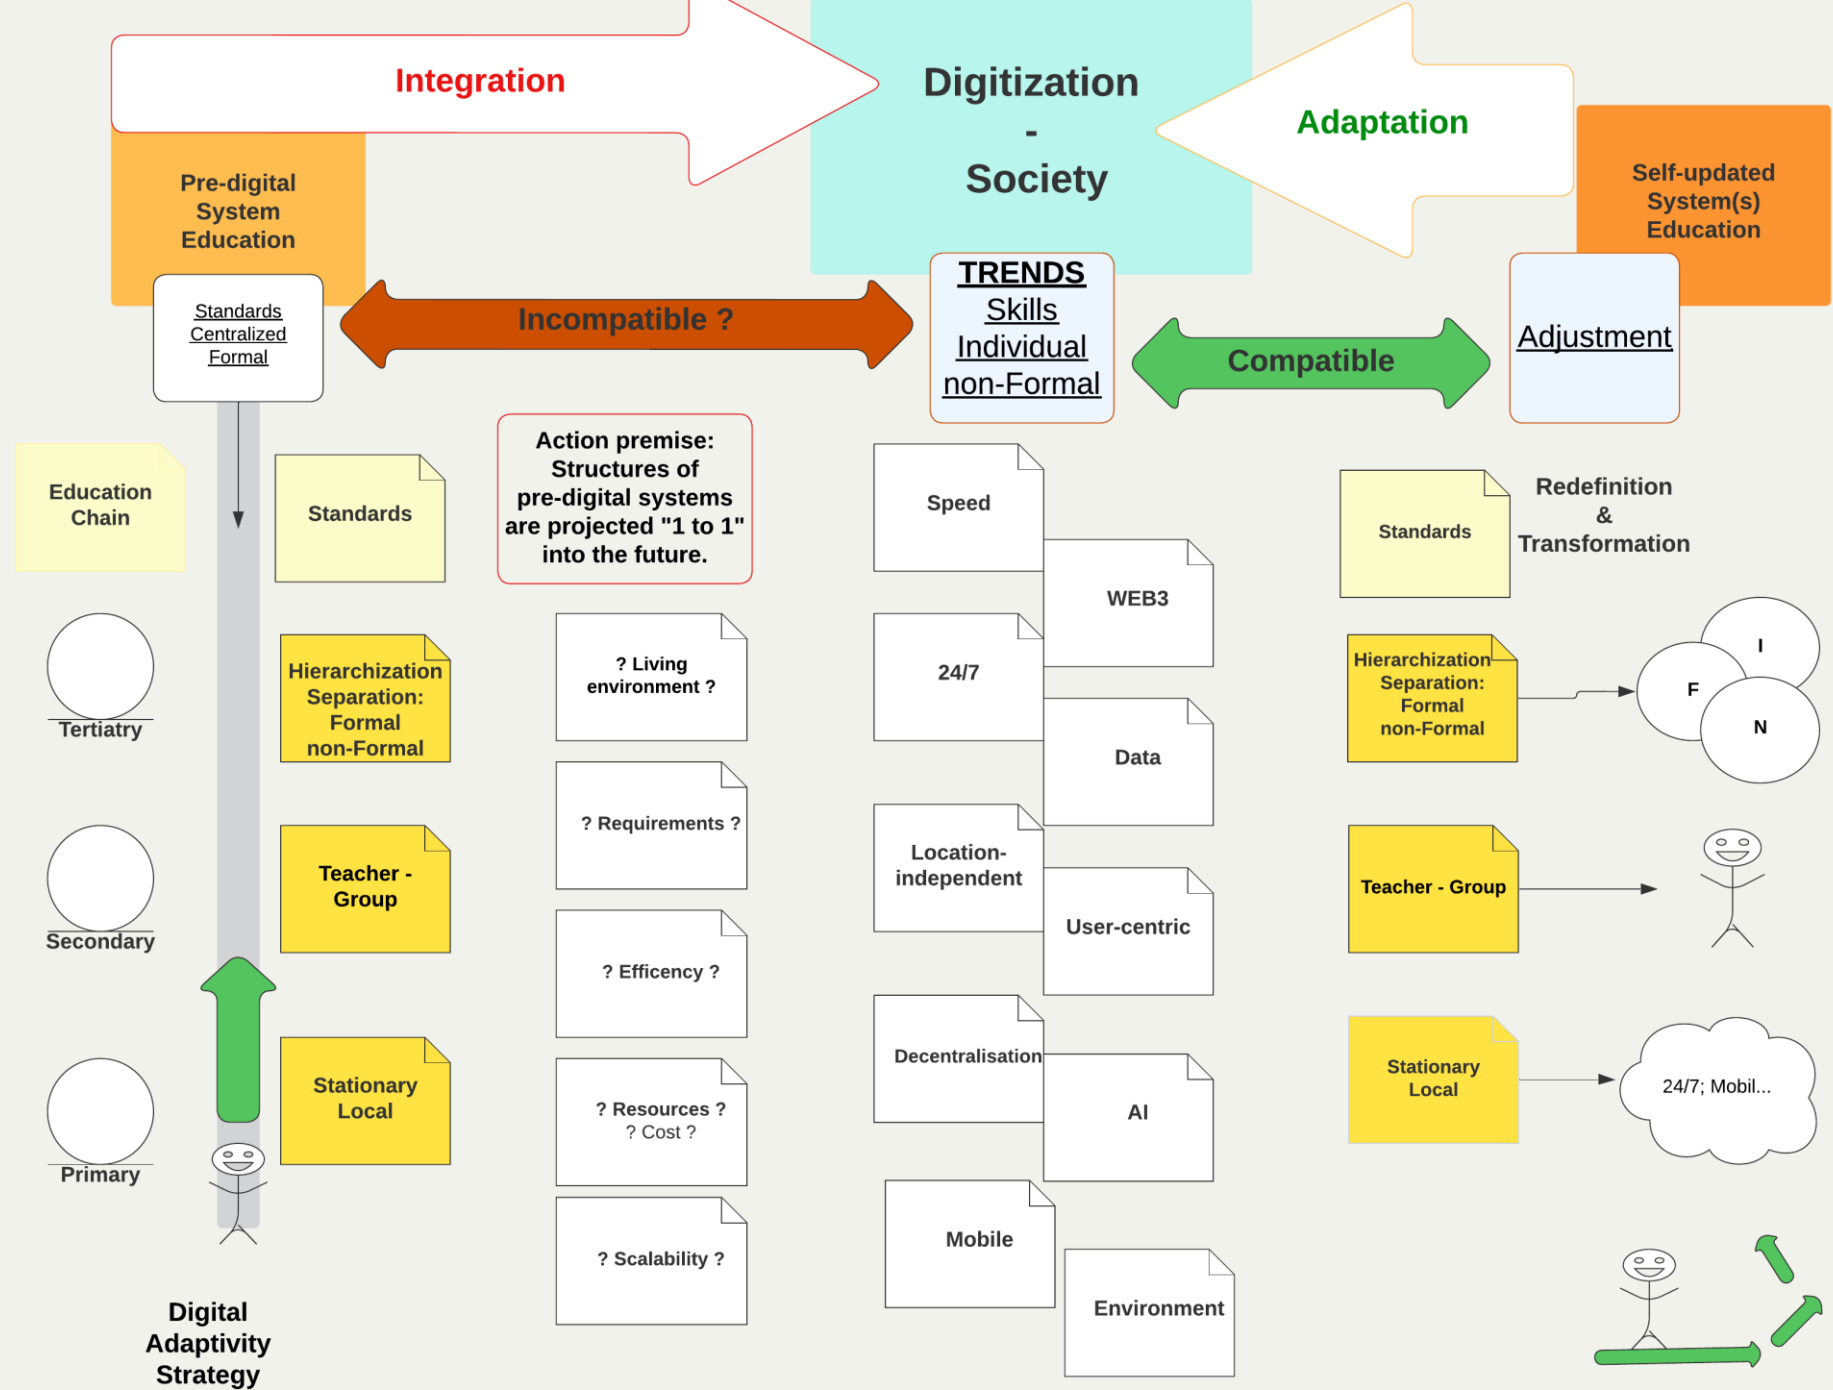 Integration
Digitization
-
Society
Adaptation
Pre-digital
System
Education
Self-updated
System(s)
Education
Standards
Centralized
Formal
Incompatible ?
TRENDS
Skills
Individual
non-Formal
Compatible
Adjustment
Education
Chain
Standards
Action premise:
Structures of
pre-digital systems
are projected "1 to 1"
into the future.
Speed
WEB3
Standards
Redefinition
&
Transformation
Tertiatry
Hierarchization
Separation:
Formal
non-Formal
? Living
environment ?
24/7
Data
Hierarchization
Separation:
Formal
non-Formal
I
F
N
Secondary
Teacher -
Group
? Requirements ?
Location-
independent
User-centric
Teacher - Group
? Efficency ?
Primary
Stationary
Local
? Resources ?
? Cost ?
Decentralisation
AI
Stationary
Local
24/7; Mobil...
? Scalability ?
Mobile
Environment
Digital
Adaptivity
Strategy